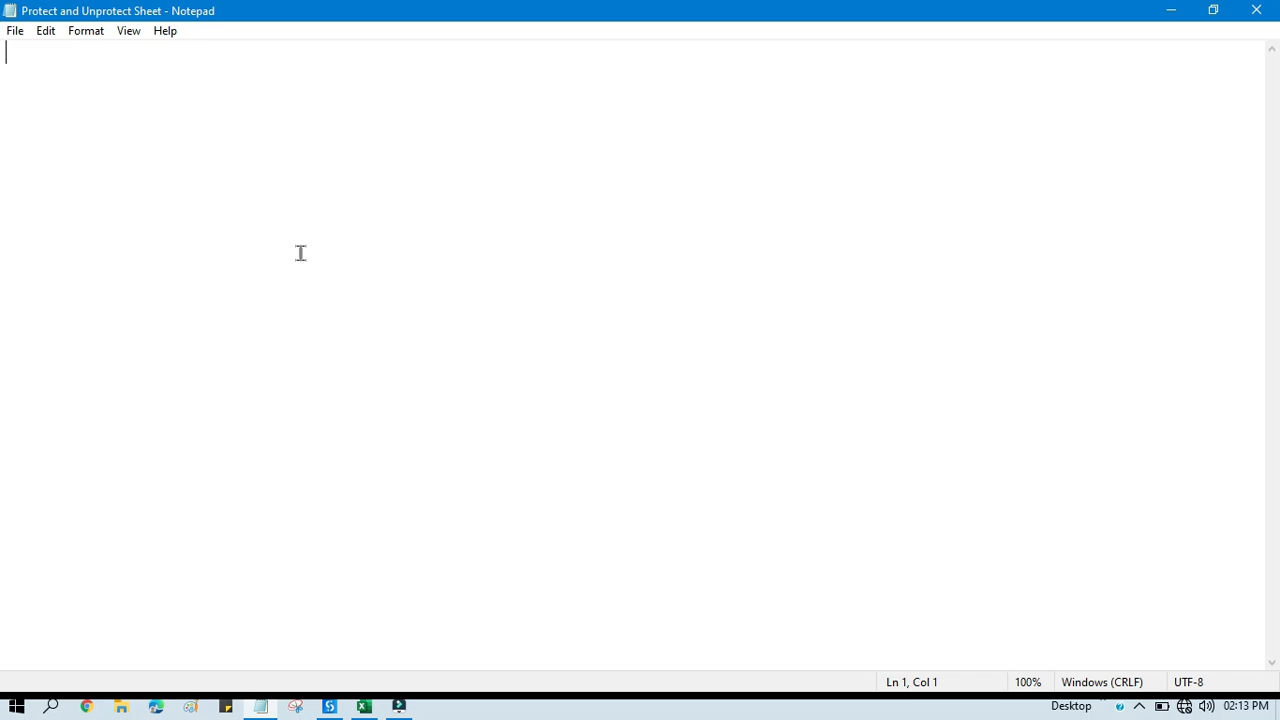 Protect and Unprotect Sheet - Notepad
File Edit Format View Help
Ln 1, Col 1 100% Windows (CRLF) UTF-8
Desktop 02:13 PM